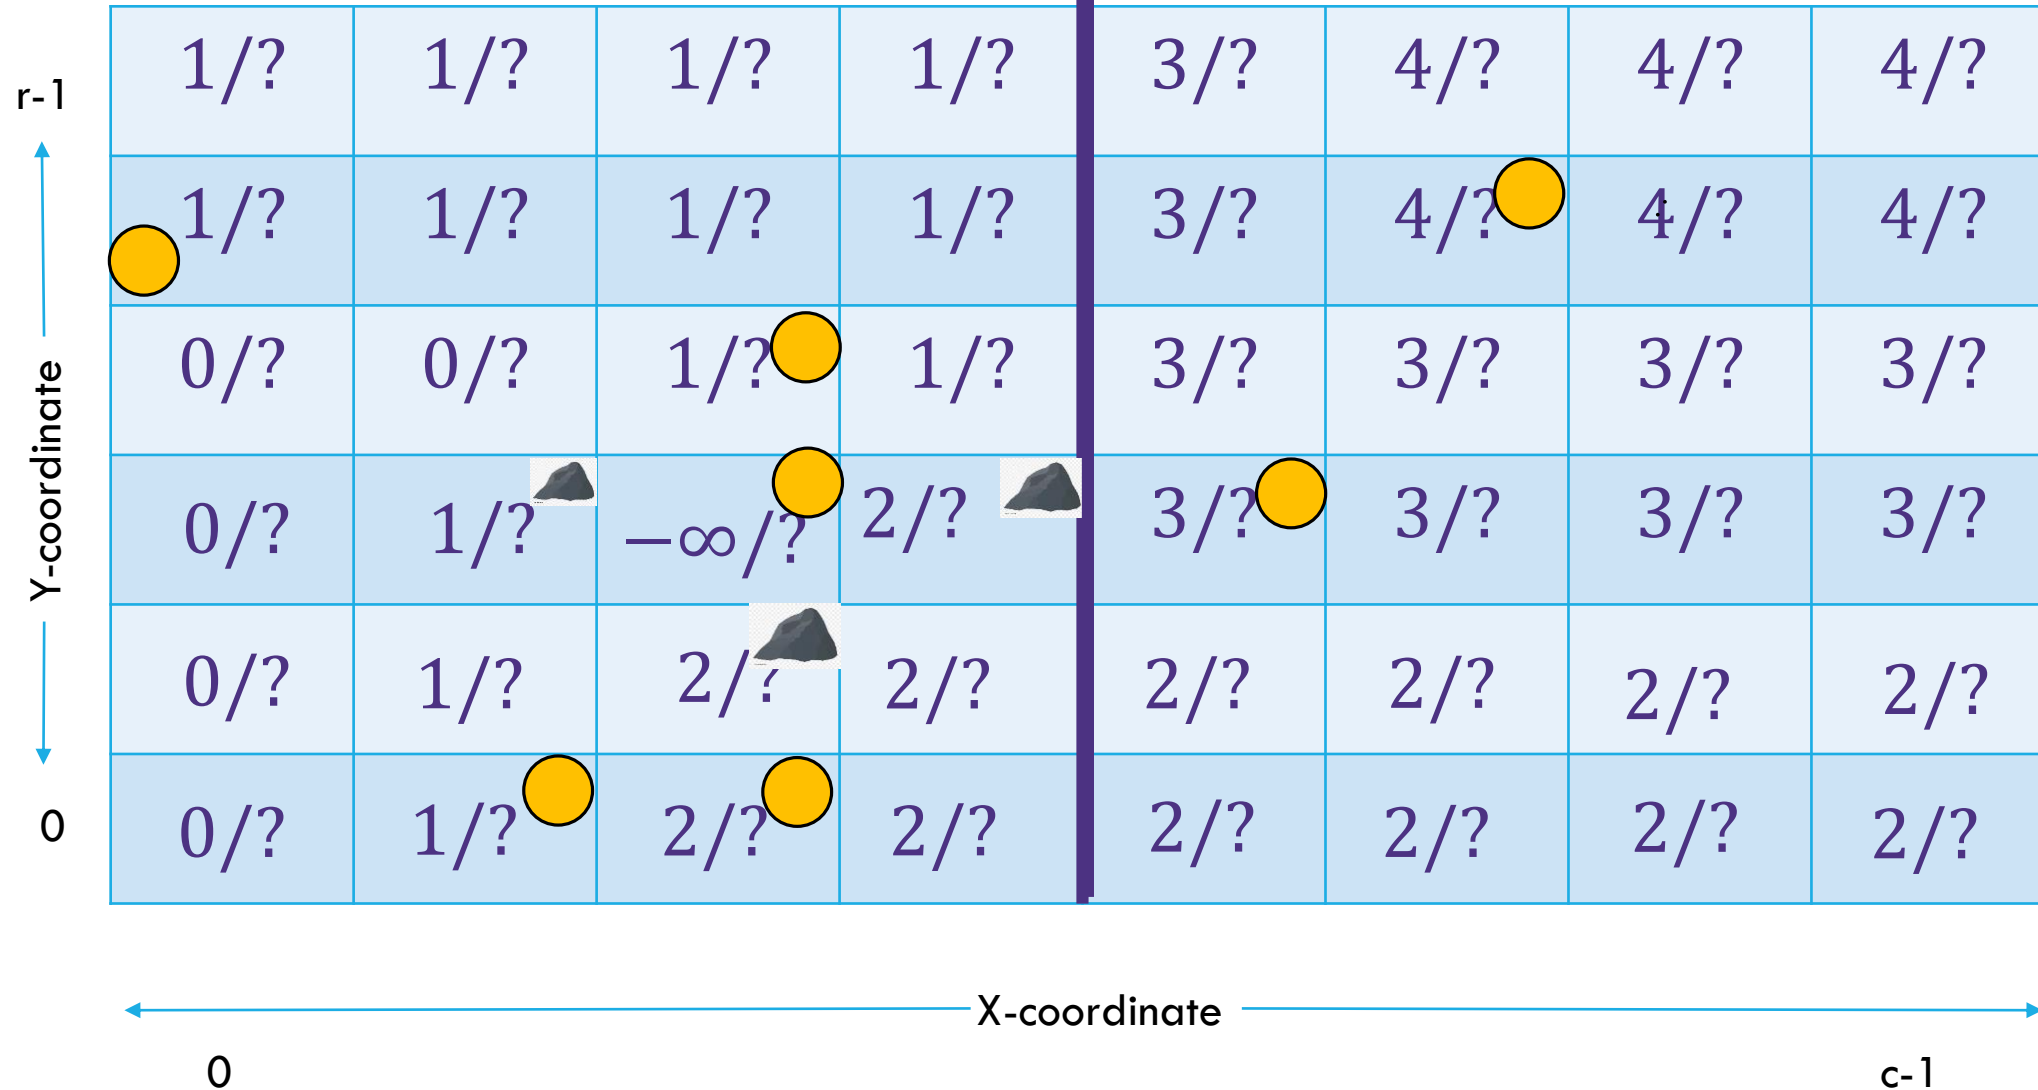 r-1 1/? 1/? 1/? 1/? 3/? 4/? 4/? 4/?
1/? 1/? 1/? 1/? 3/? 4/? 4/? 4/?
0/? 0/? 1/? 1/? 3/? 3/? 3/? 3/?
Y-coordinate
0/? 1/? −∞/? 2/? 3/? 3/? 3/? 3/?
0/? 1/? 2/? 2/? 2/? 2/? 2/? 2/?
0 0/? 1/? 2/? 2/? 2/? 2/? 2/? 2/?
X-coordinate
0 c-1